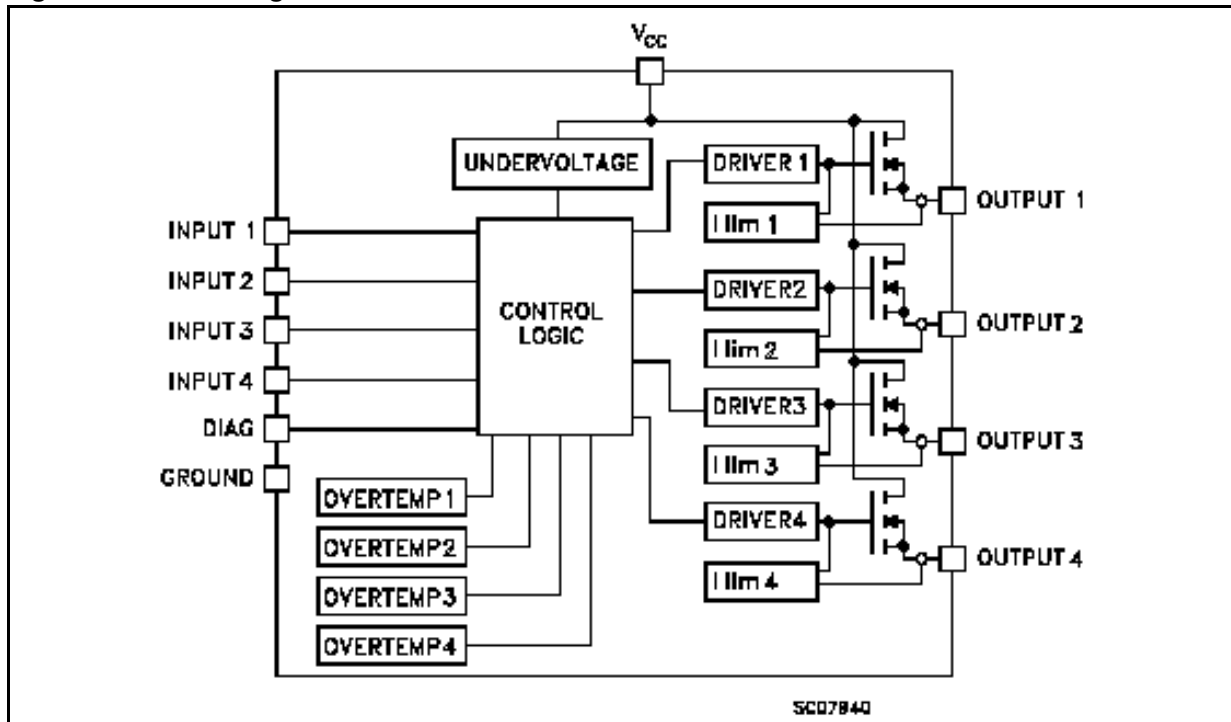 VCC
UNDERVOLTAGE
DRIVER 1
OUTPUT 1
I lim 1
INPUT 1
INPUT 2
INPUT 3
INPUT 4
DIAG
GROUND
CONTROL
LOGIC
DRIVER2
OUTPUT 2
I lim 2
DRIVER3
OUTPUT 3
I lim 3
DRIVER4
OUTPUT 4
I lim 4
OVERTEMP1
OVERTEMP2
OVERTEMP3
OVERTEMP4
SC07840